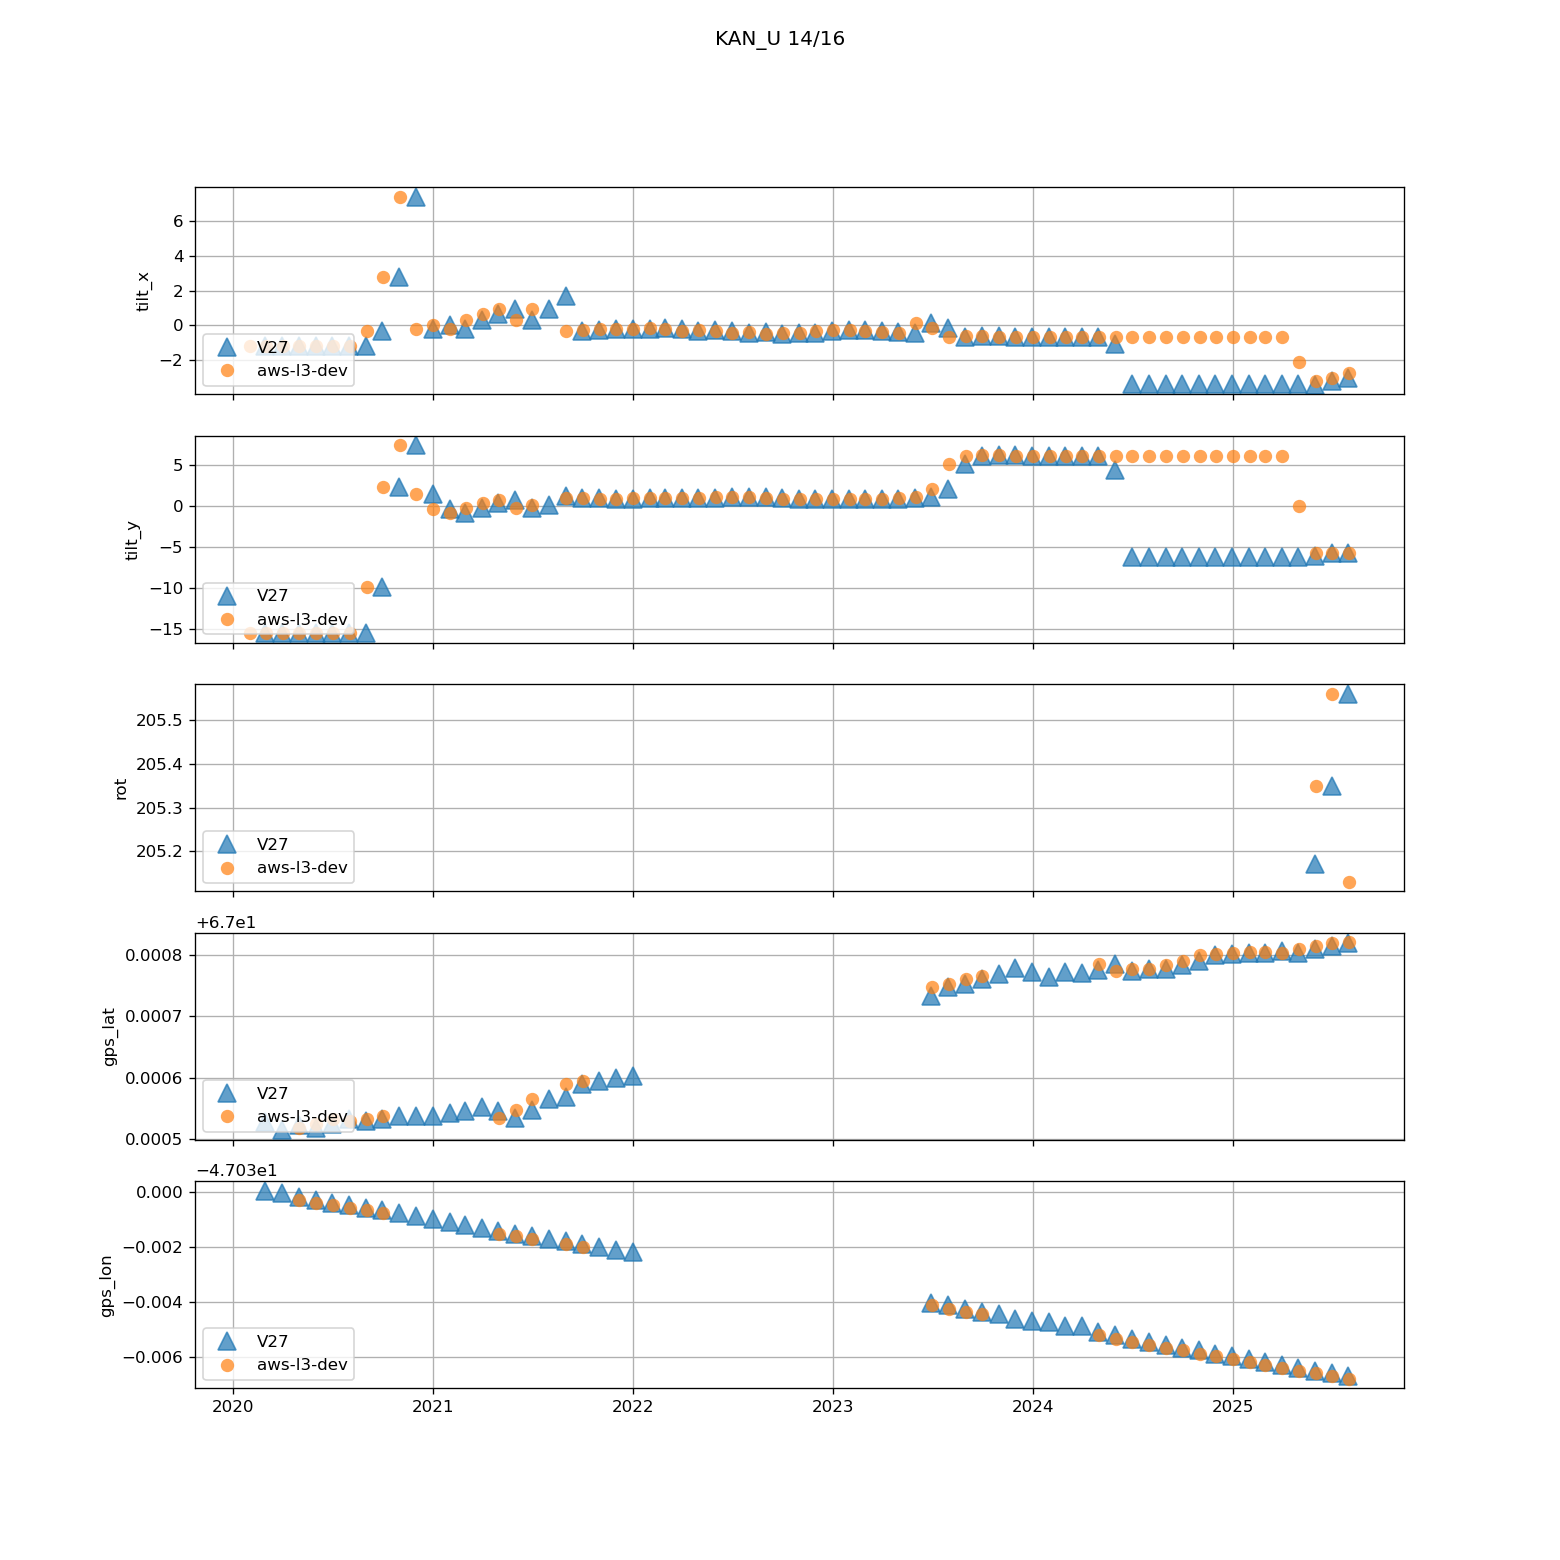 KAN_U 14/16
6
4
2
0
−2
tilt_x
V27
aws-l3-dev
5
0
−5
−10
−15
tilt_y
V27
aws-l3-dev
205.5
205.4
205.3
205.2
rot
V27
aws-l3-dev
+6.7e1
0.0008
0.0007
0.0006
0.0005
gps_lat
V27
aws-l3-dev
−4.703e1
0.000
−0.002
−0.004
−0.006
gps_lon
V27
aws-l3-dev
2020 2021 2022 2023 2024 2025